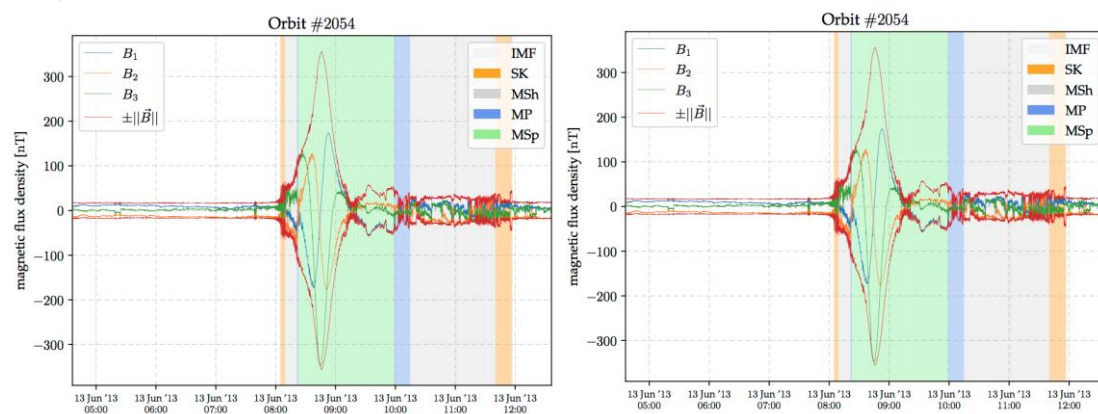 Orbit #2054
B₁
B₂
B₃
±||B⃗||
IMF
SK
MSh
MP
MSp
magnetic flux density [nT]
300
200
100
0
−100
−200
−300
13 Jun '13 05:00
13 Jun '13 06:00
13 Jun '13 07:00
13 Jun '13 08:00
13 Jun '13 09:00
13 Jun '13 10:00
13 Jun '13 11:00
13 Jun '13 12:00
Orbit #2054
B₁
B₂
B₃
±||B⃗||
IMF
SK
MSh
MP
MSp
magnetic flux density [nT]
300
200
100
0
−100
−200
−300
13 Jun '13 05:00
13 Jun '13 06:00
13 Jun '13 07:00
13 Jun '13 08:00
13 Jun '13 09:00
13 Jun '13 10:00
13 Jun '13 11:00
13 Jun '13 12:00